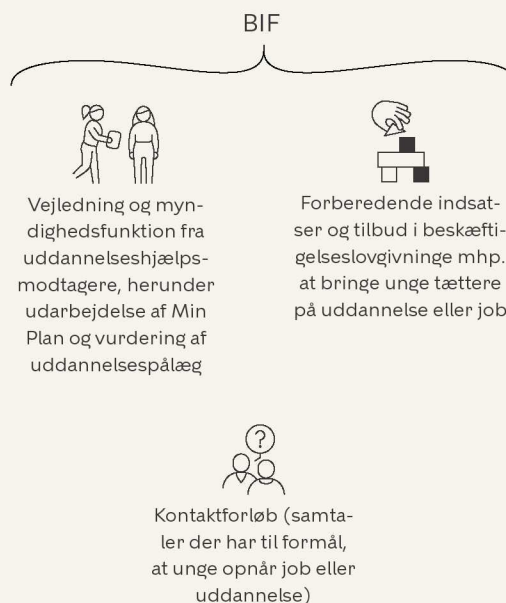 BIF
Vejledning og myn-
dighedsfunktion fra
uddannelseshjælps-
modtagere, herunder
udarbejdelse af Min
Plan og vurdering af
uddannelsespålæg
Forberedende indsat-
ser og tilbud i beskæfti-
gelseslovgivninge mhp.
at bringe unge tættere
på uddannelse eller job
?
Kontaktforløb (samta-
ler der har til formål,
at unge opnår job eller
uddannelse)